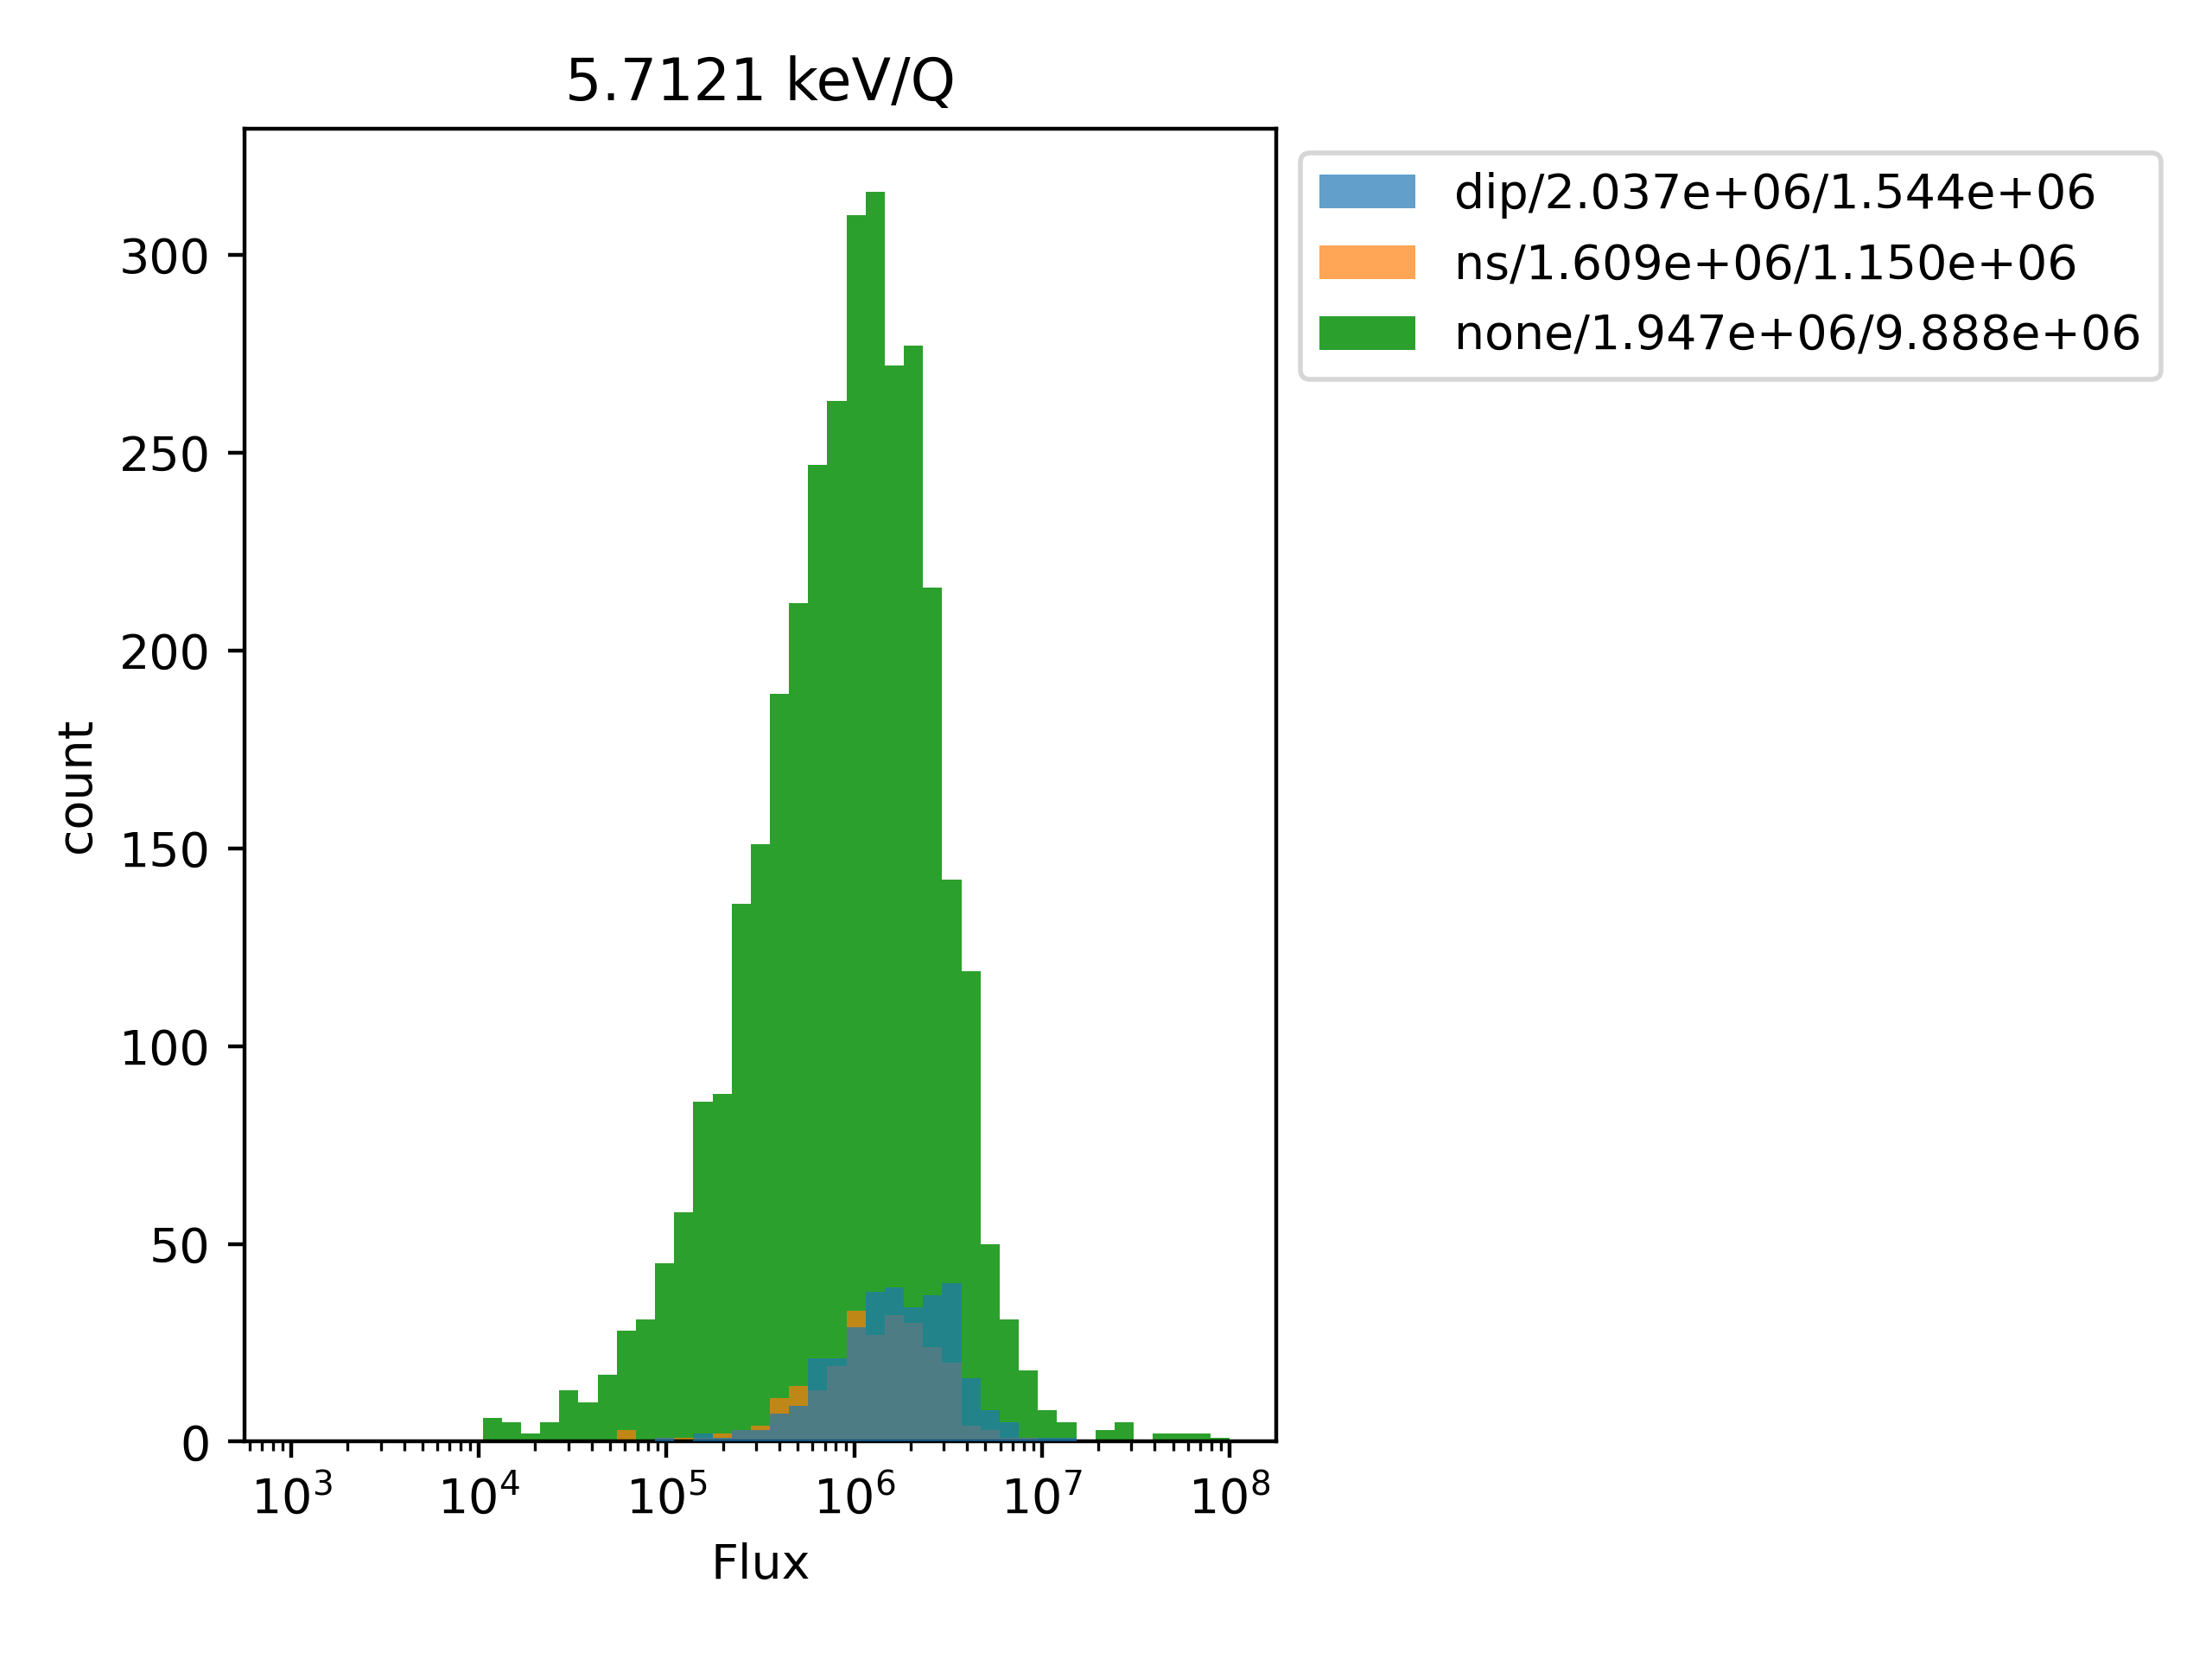 5.7121 keV/Q
dip/2.037e+06/1.544e+06
ns/1.609e+06/1.150e+06
none/1.947e+06/9.888e+06
300
250
200
150
100
50
0
count
10³ 10⁴ 10⁵ 10⁶ 10⁷ 10⁸
Flux